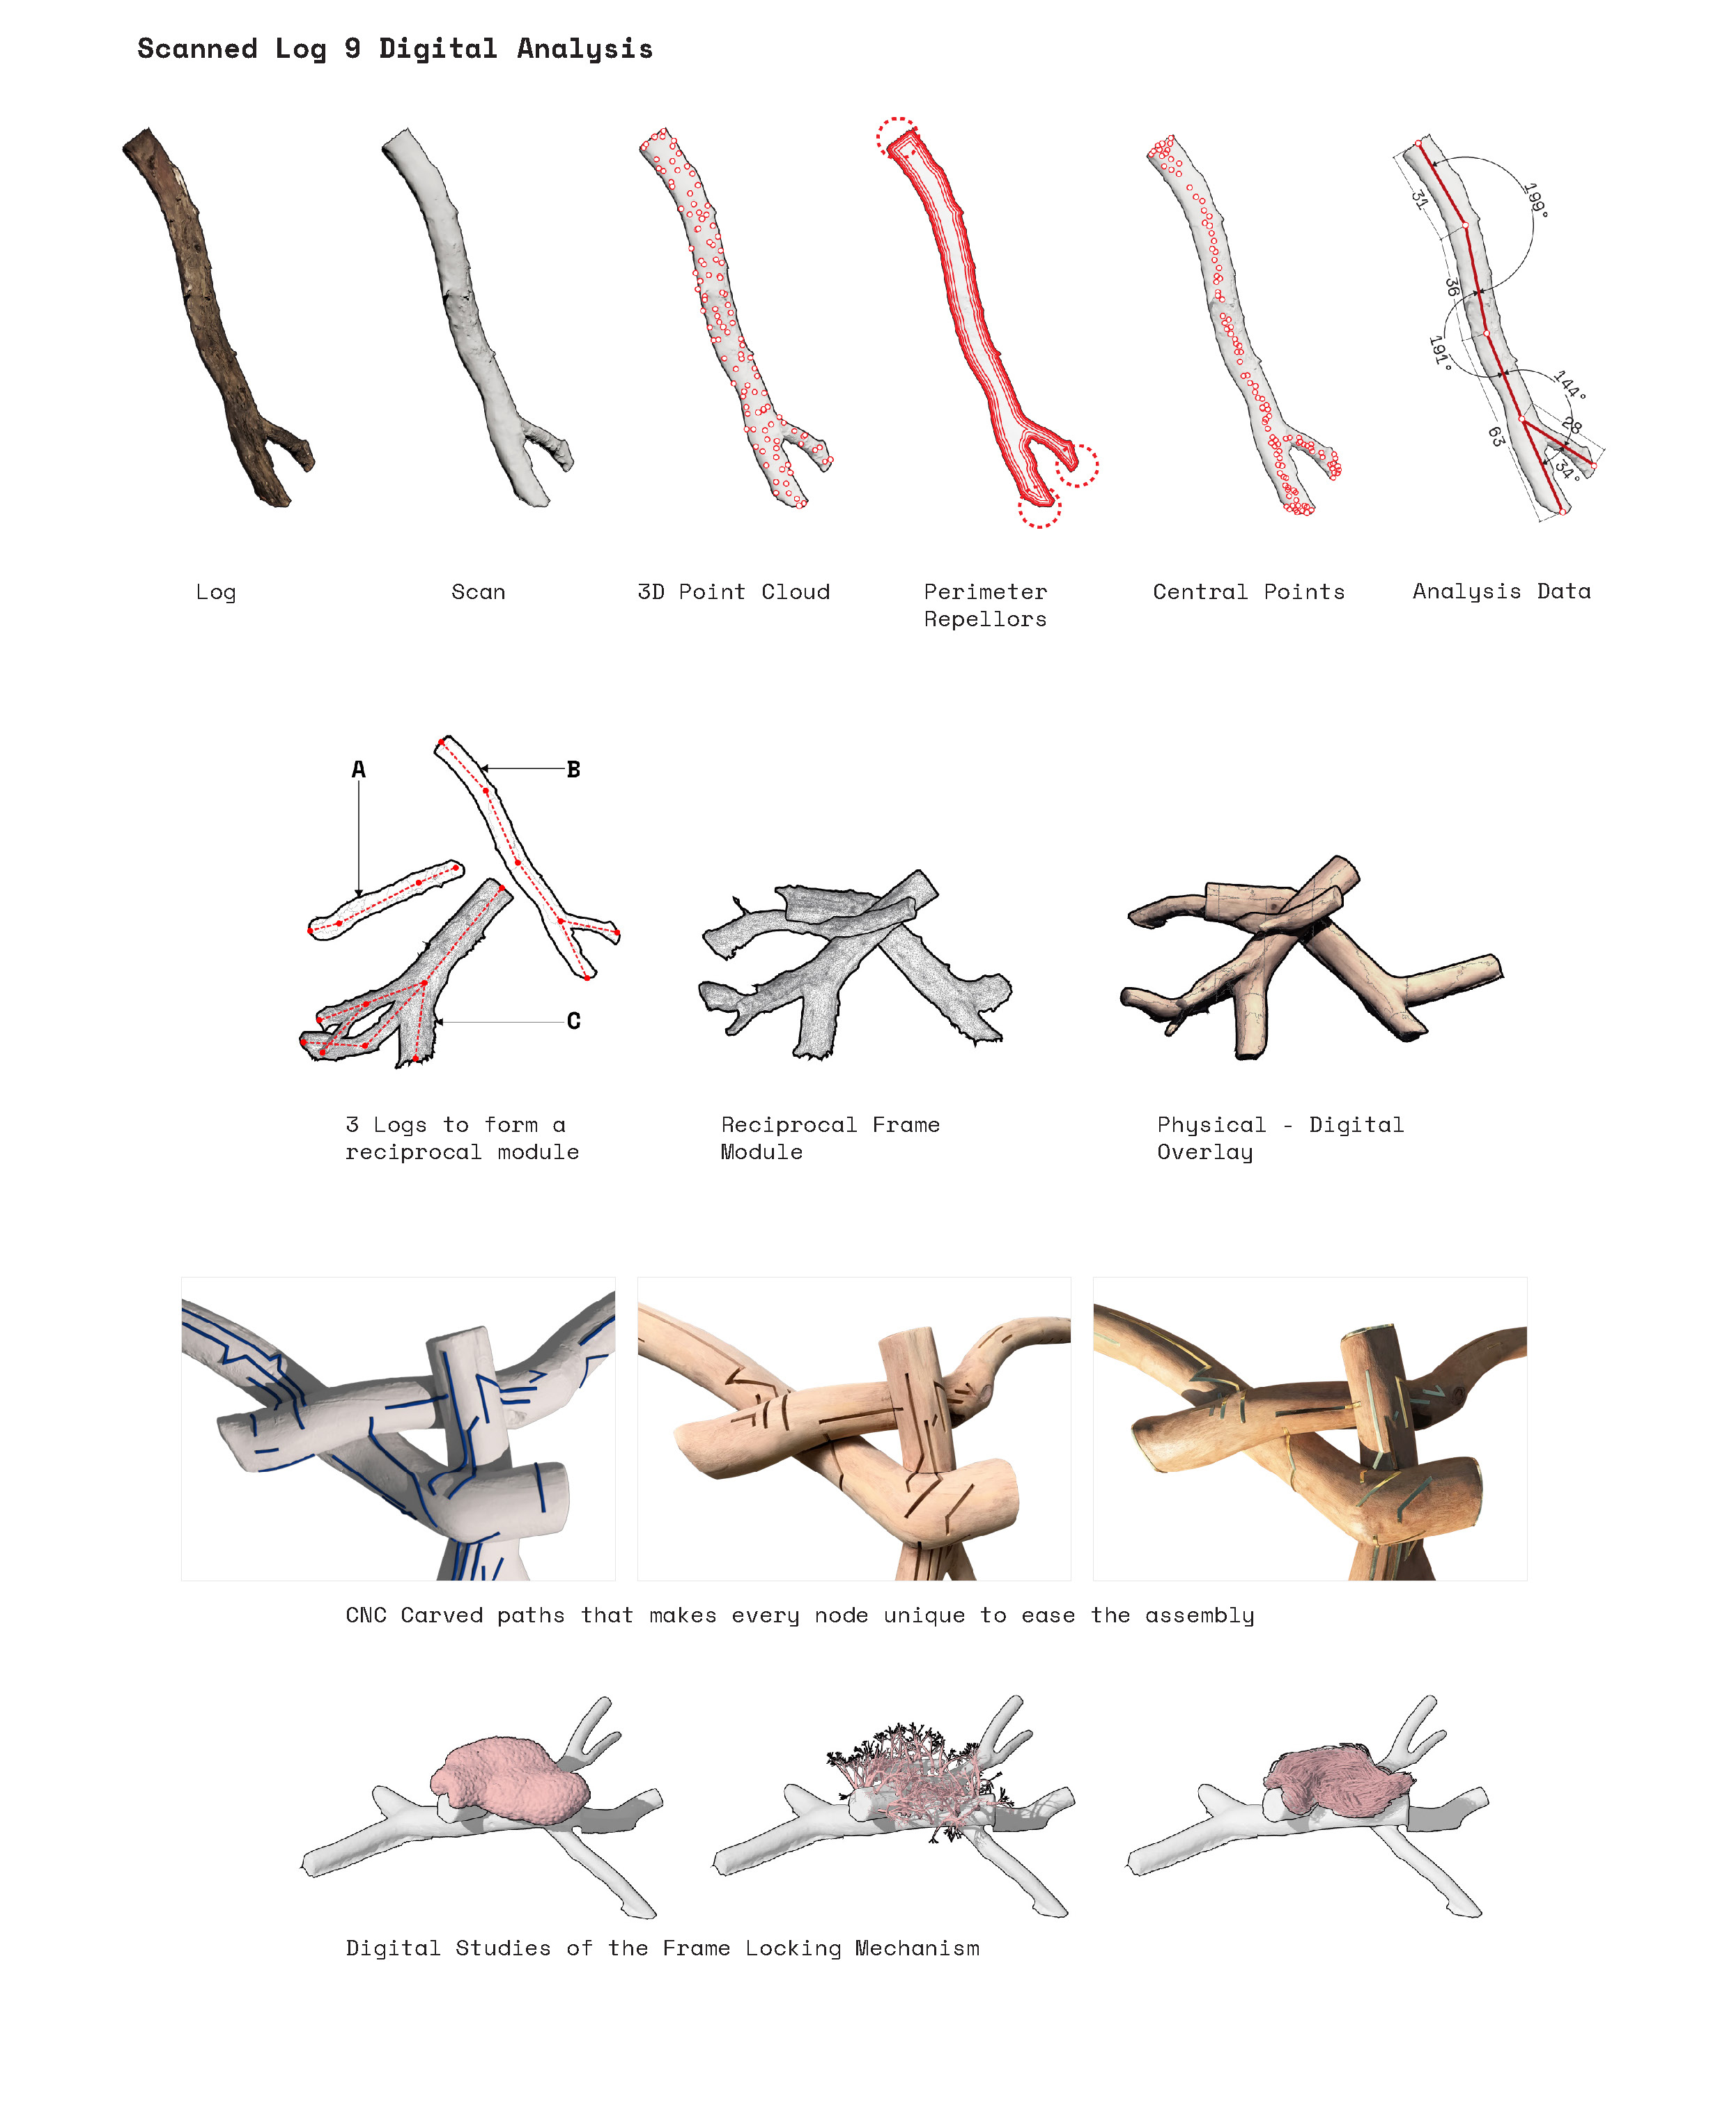 Scanned Log 9 Digital Analysis
31
199°
36
191°
144°
28
63
34°
Log
Scan
3D Point Cloud
Perimeter
Repellors
Central Points
Analysis Data
A
B
C
3 Logs to form a
reciprocal module
Reciprocal Frame
Module
Physical - Digital
Overlay
CNC Carved paths that makes every node unique to ease the assembly
Digital Studies of the Frame Locking Mechanism